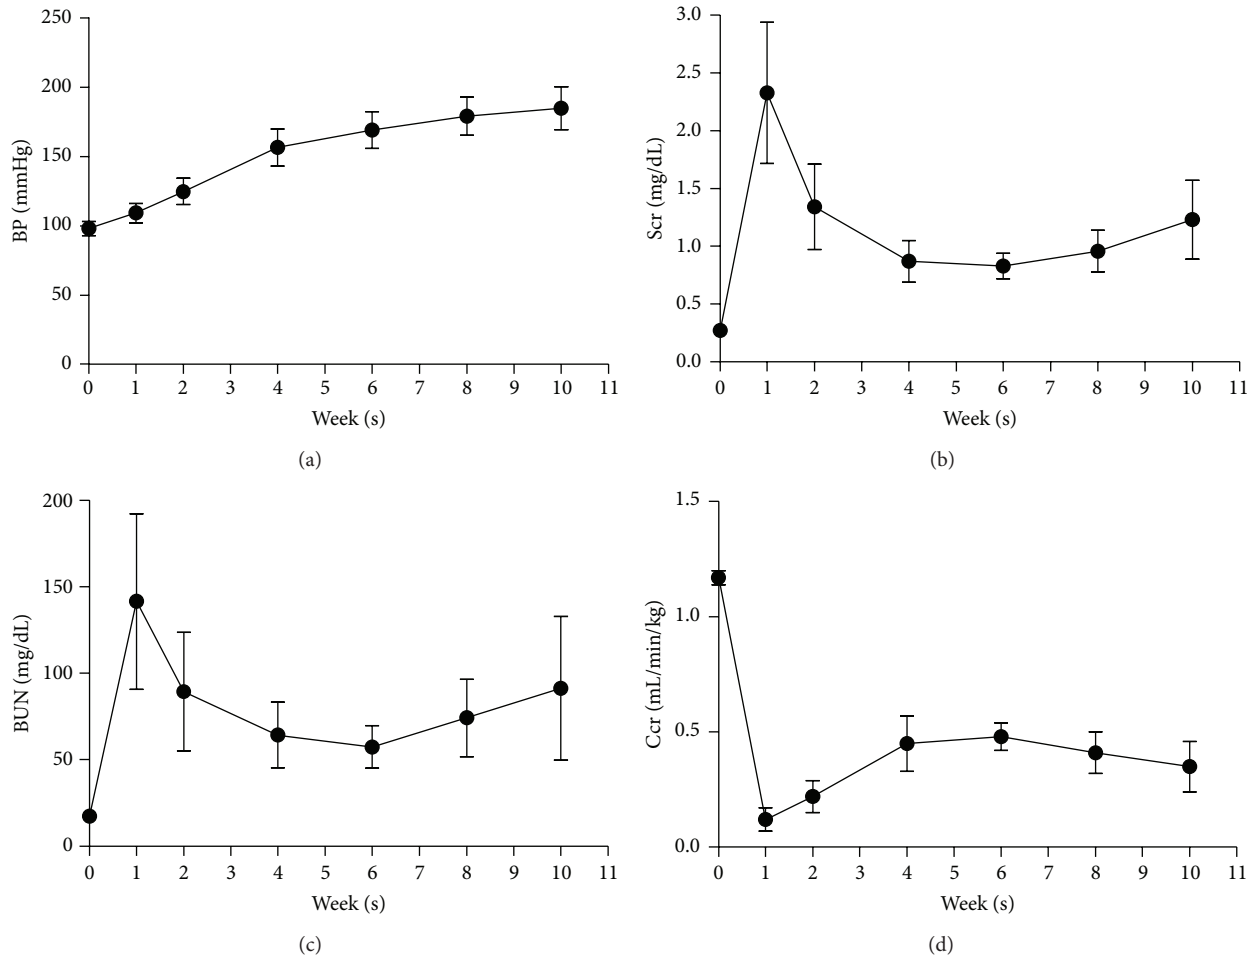 250
200
150
100
50
0
BP (mmHg)
0 1 2 3 4 5 6 7 8 9 10 11
Week (s)
(a)
3.0
2.5
2.0
1.5
1.0
0.5
0.0
Scr (mg/dL)
0 1 2 3 4 5 6 7 8 9 10 11
Week (s)
(b)
200
150
100
50
0
BUN (mg/dL)
0 1 2 3 4 5 6 7 8 9 10 11
Week (s)
(c)
1.5
1.0
0.5
0.0
Ccr (mL/min/kg)
0 1 2 3 4 5 6 7 8 9 10 11
Week (s)
(d)